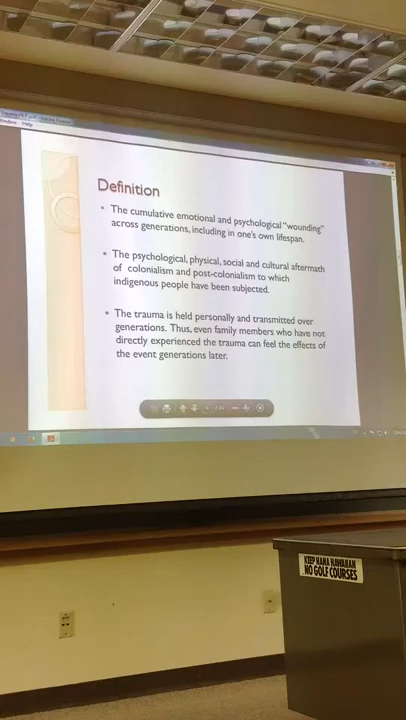 Window Help
Definition
• The cumulative emotional and psychological "wounding"
across generations, including in one's own lifespan.
• The psychological, physical, social and cultural aftermath
of colonialism and post-colonialism to which
indigenous people have been subjected.
• The trauma is held personally and transmitted over
generations. Thus, even family members who have not
directly experienced the trauma can feel the effects of
the event generations later.
KEEP HANA HAWAIIAN
NO GOLF COURSES